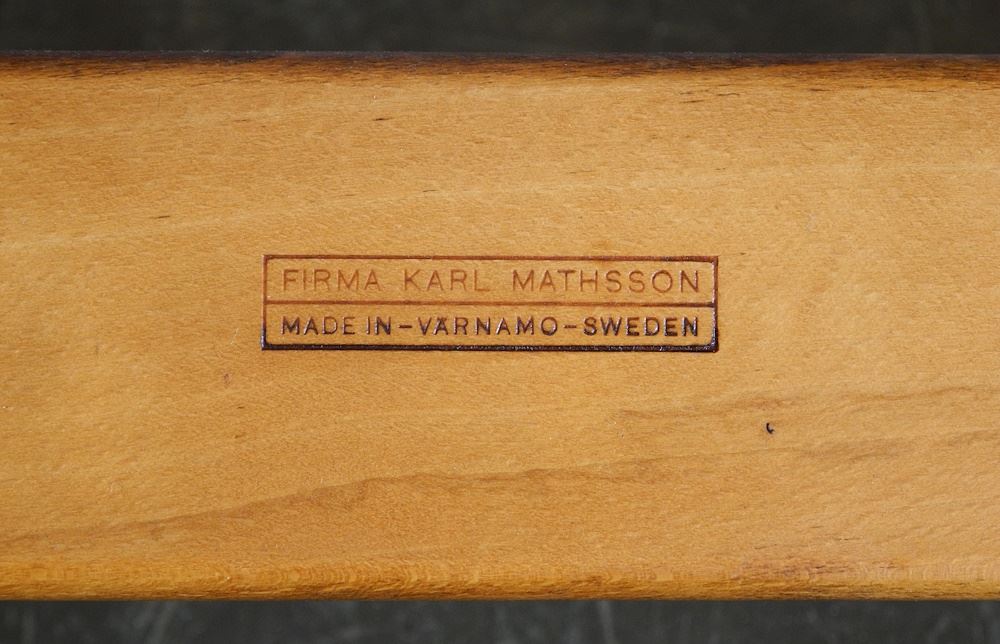 FIRMA KARL MATHSSON
MADE IN – VÄRNAMO – SWEDEN